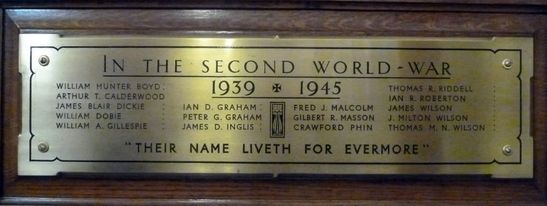 IN THE SECOND WORLD-WAR
1939 ✠ 1945
WILLIAM HUNTER BOYD:
ARTHUR T. CALDERWOOD
JAMES BLAIR DICKIE :
WILLIAM DOBIE :
WILLIAM A. GILLESPIE :
IAN D. GRAHAM :
PETER G. GRAHAM :
JAMES D. INGLIS :
FRED J. MALCOLM
GILBERT R. MASSON
CRAWFORD PHIN
THOMAS R. RIDDELL :
IAN R. ROBERTON :
JAMES WILSON :
J. MILTON WILSON :
THOMAS M. N. WILSON :
"THEIR NAME LIVETH FOR EVERMORE"